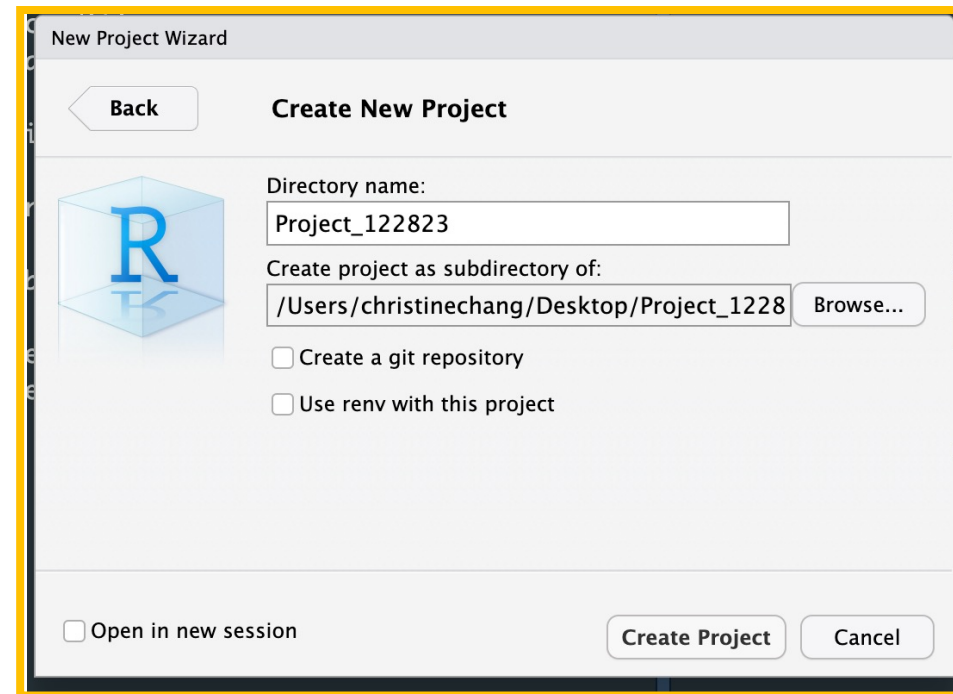 New Project Wizard
Back
Create New Project
R
Directory name:
Project_122823
Create project as subdirectory of:
/Users/christinechang/Desktop/Project_1228
Browse...
Create a git repository
Use renv with this project
Open in new session
Create Project
Cancel